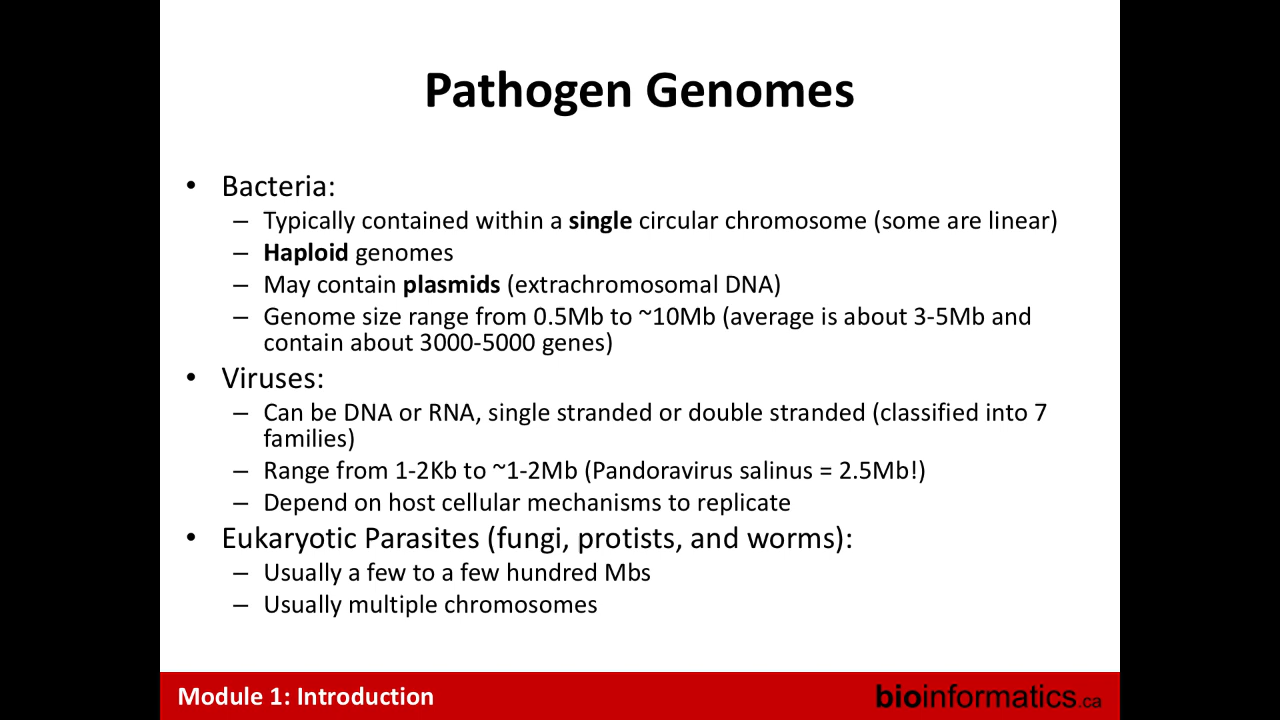 Pathogen Genomes
• Bacteria:
– Typically contained within a single circular chromosome (some are linear)
– Haploid genomes
– May contain plasmids (extrachromosomal DNA)
– Genome size range from 0.5Mb to ~10Mb (average is about 3-5Mb and
contain about 3000-5000 genes)
• Viruses:
– Can be DNA or RNA, single stranded or double stranded (classified into 7
families)
– Range from 1-2Kb to ~1-2Mb (Pandoravirus salinus = 2.5Mb!)
– Depend on host cellular mechanisms to replicate
• Eukaryotic Parasites (fungi, protists, and worms):
– Usually a few to a few hundred Mbs
– Usually multiple chromosomes
Module 1: Introduction
bioinformatics.ca